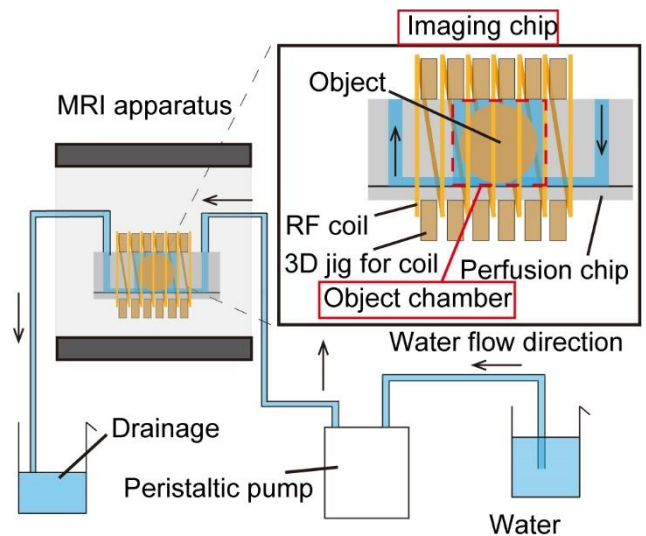 Imaging chip
MRI apparatus
Object
RF coil
3D jig for coil
Perfusion chip
Object chamber
Water flow direction
Drainage
Peristaltic pump
Water